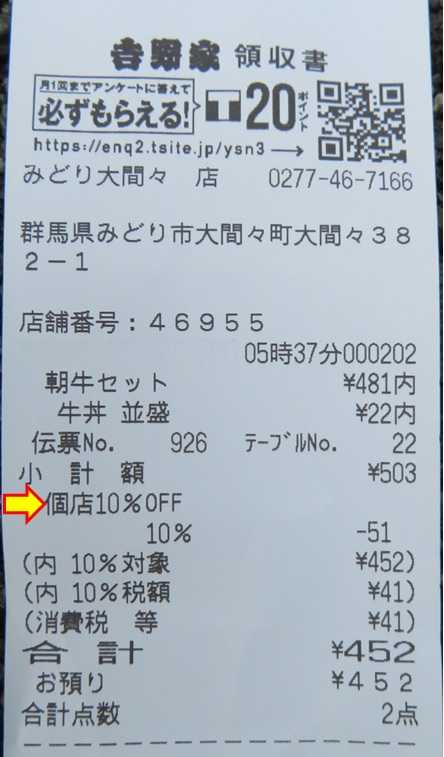 吉野家 領収書
月1回までアンケートに答えて
必ずもらえる! T 20 ポイント
https://enq2.tsite.jp/ysn3 →
みどり大間々 店 0277-46-7166
群馬県みどり市大間々町大間々38
2-1
店舗番号:46955
05時37分000202
朝牛セット ¥481内
牛丼 並盛 ¥22内
伝票No. 926 テーブルNo. 22
小計額 ¥503
個店10%OFF
10% -51
(内 10%対象 ¥452)
(内 10%税額 ¥41)
(消費税 等 ¥41)
合計 ¥452
お預り ¥452
合計点数 2点